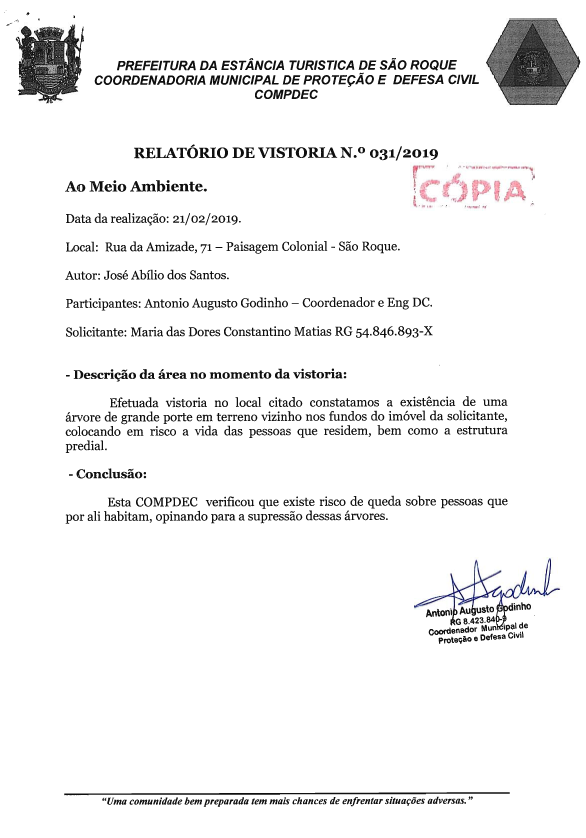 PREFEITURA DA ESTÂNCIA TURISTICA DE SÃO ROQUE
COORDENADORIA MUNICIPAL DE PROTEÇÃO E DEFESA CIVIL
COMPDEC
RELATÓRIO DE VISTORIA N.º 031/2019
Ao Meio Ambiente.
CÓPIA
Data da realização: 21/02/2019.
Local: Rua da Amizade, 71 – Paisagem Colonial - São Roque.
Autor: José Abílio dos Santos.
Participantes: Antonio Augusto Godinho – Coordenador e Eng DC.
Solicitante: Maria das Dores Constantino Matias RG 54.846.893-X
- Descrição da área no momento da vistoria:
Efetuada vistoria no local citado constatamos a existência de uma
árvore de grande porte em terreno vizinho nos fundos do imóvel da solicitante,
colocando em risco a vida das pessoas que residem, bem como a estrutura
predial.
- Conclusão:
Esta COMPDEC verificou que existe risco de queda sobre pessoas que
por ali habitam, opinando para a supressão dessas árvores.
Antonio Augusto Godinho
RG 8.423.840-
Coordenador Municipal de
Proteção e Defesa Civil
"Uma comunidade bem preparada tem mais chances de enfrentar situações adversas."